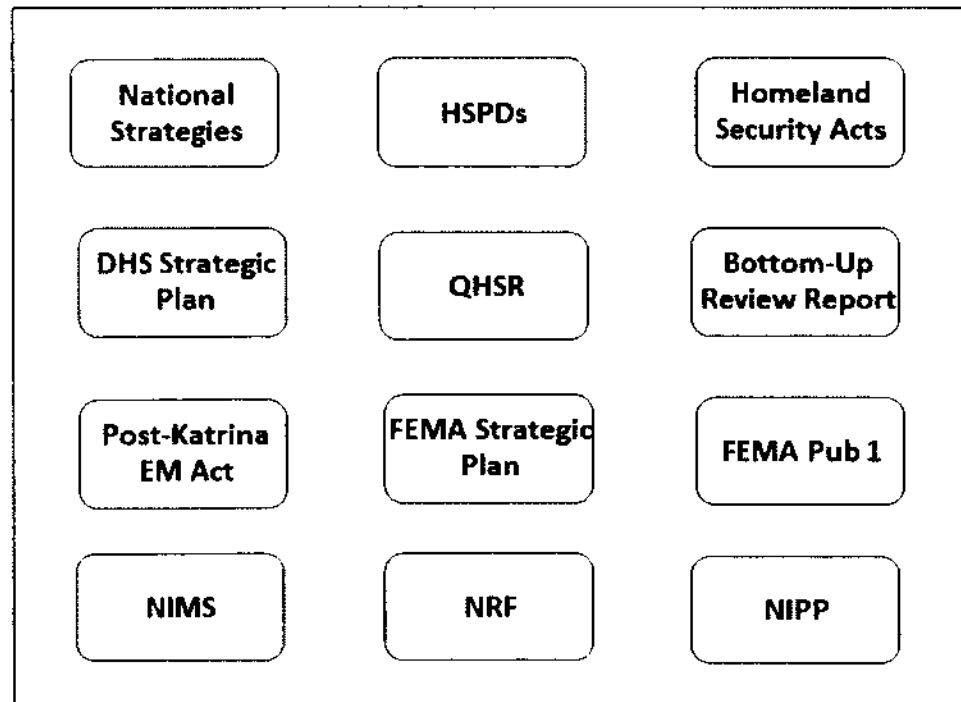 National
Strategies
HSPDs
Homeland
Security Acts
DHS Strategic
Plan
QHSR
Bottom-Up
Review Report
Post-Katrina
EM Act
FEMA Strategic
Plan
FEMA Pub 1
NIMS
NRF
NIPP